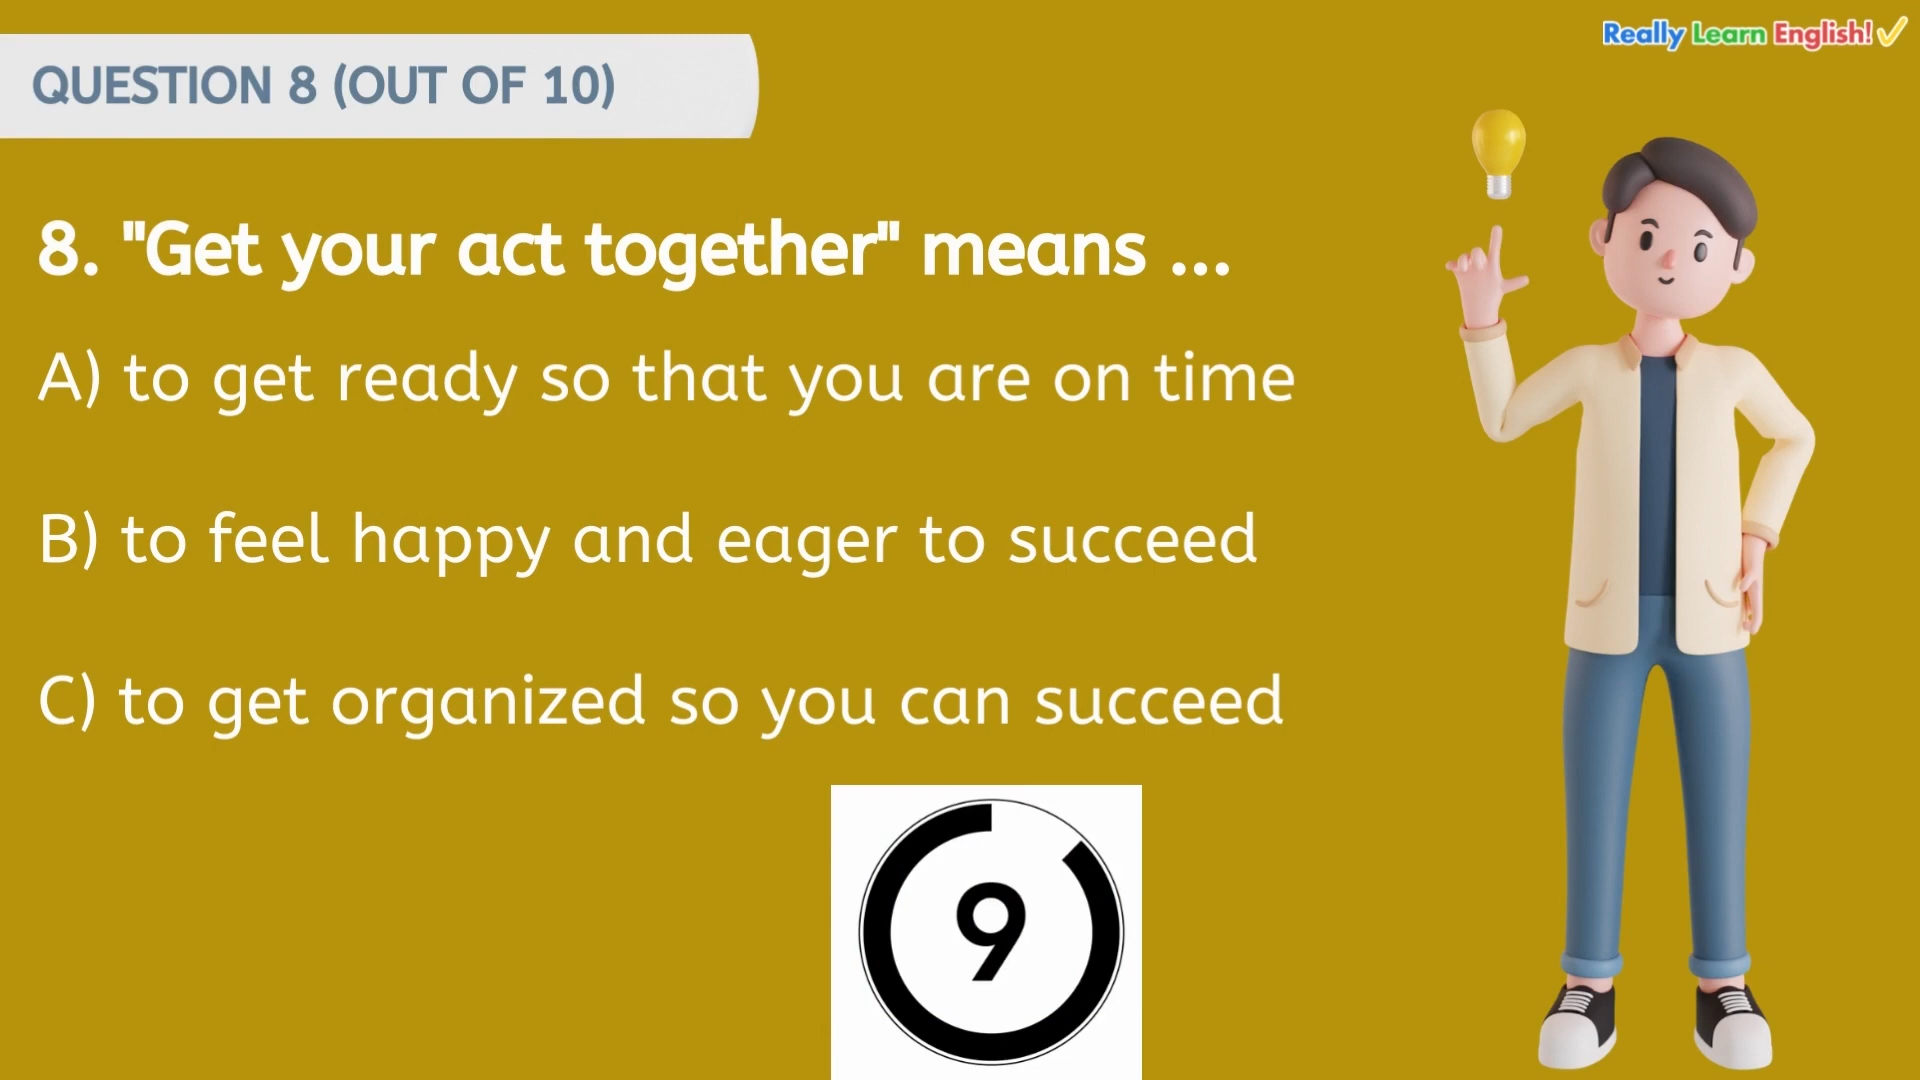 Really Learn English!
QUESTION 8 (OUT OF 10)
8. "Get your act together" means ...
A) to get ready so that you are on time
B) to feel happy and eager to succeed
C) to get organized so you can succeed
9